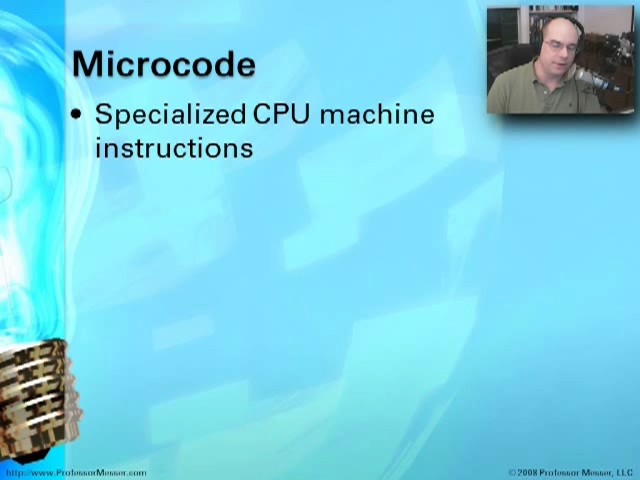 Microcode
• Specialized CPU machine
instructions
http://www.ProfessorMesser.com
© 2008 Professor Messer, LLC